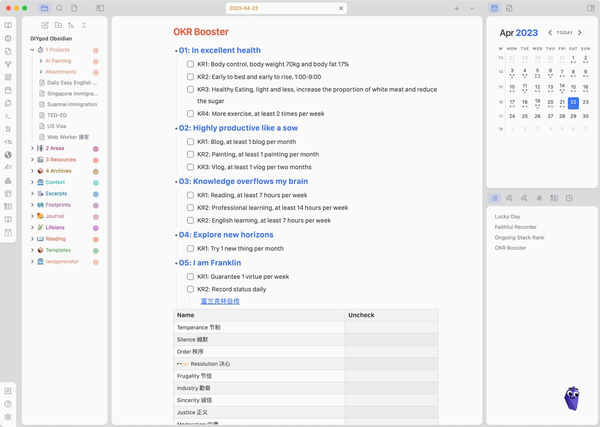 2023-04-22
DIYgod Obsidian
1 Projects
AI Painting
Attachments
Daily Easy English ...
Singapore Immigra...
Suannai Immigration
TED-EO
US Visa
Web Worker 播客
2 Areas
3 Resources
4 Archives
Context
Excerpts
Footprints
Journal
Lifeians
Reading
Templates
textgenerator
OKR Booster
O1: In excellent health
KR1: Body control, body weight 70kg and body fat 17%
KR2: Early to bed and early to rise, 1:00-9:00
KR3: Healthy Eating, light and less, increase the proportion of white meat and reduce
the sugar
KR4: More exercise, at least 2 times per week
O2: Highly productive like a sow
KR1: Blog, at least 1 blog per month
KR2: Painting, at least 1 painting per month
KR3: Vlog, at least 1 vlog per two months
O3: Knowledge overflows my brain
KR1: Reading, at least 7 hours per week
KR2: Professional learning, at least 14 hours per week
KR2: English learning, at least 7 hours per week
O4: Explore new horizons
KR1: Try 1 new thing per month
O5: I am Franklin
KR1: Guarantee 1 virtue per week
KR2: Record status daily
富兰克林自传
Name Uncheck
Temperance 节制
Silence 缄默
Order 秩序
Resolution 决心
Frugality 节俭
Industry 勤奋
Sincerity 诚信
Justice 正义
Apr 2023 TODAY
W MON TUE WED THU FRI SAT SUN
13 27 28 29 30 31 1 2
14 3 4 5 6 7 8 9
15 10 11 12 13 14 15 16
16 17 18 19 20 21 22 23
17 24 25 26 27 28 29 30
18 1 2 3 4 5 6 7
Lucky Day
Faithful Recorder
Ongoing Stack Rank
OKR Booster